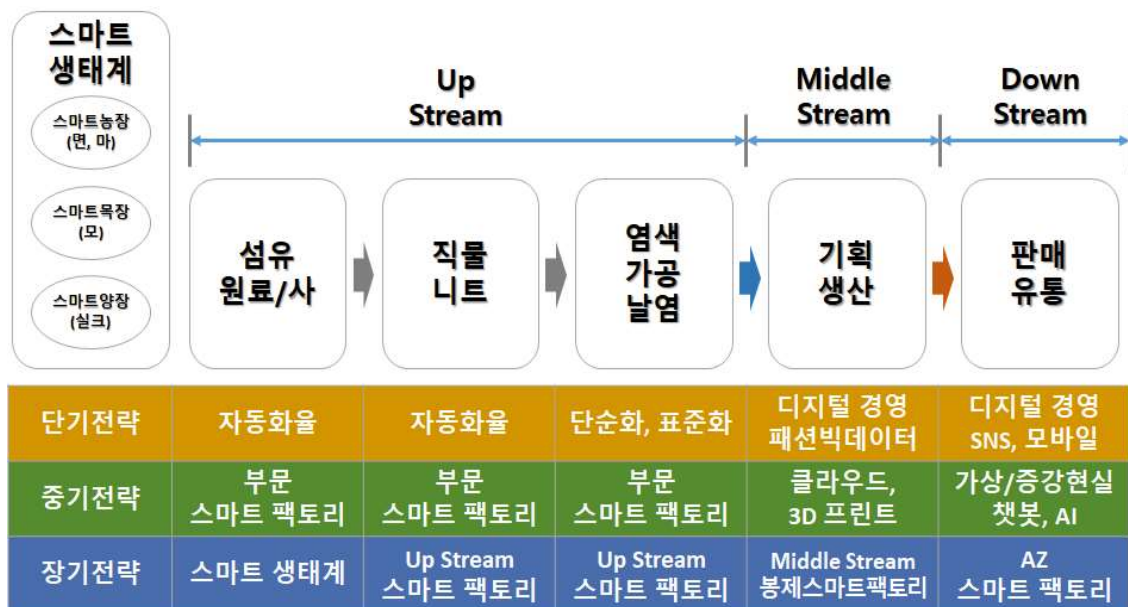 스마트
생태계
스마트농장
(면, 마)
스마트목장
(모)
스마트양장
(실크)
Up
Stream
Middle
Stream
Down
Stream
섬유
원료/사
직물
니트
염색
가공
날염
기획
생산
판매
유통
단기전략
자동화율
자동화율
단순화, 표준화
디지털 경영
패션빅데이터
디지털 경영
SNS, 모바일
중기전략
부문
스마트 팩토리
부문
스마트 팩토리
부문
스마트 팩토리
클라우드,
3D 프린트
가상/증강현실
챗봇, AI
장기전략
스마트 생태계
Up Stream
스마트 팩토리
Up Stream
스마트 팩토리
Middle Stream
봉제스마트팩토리
AZ
스마트 팩토리